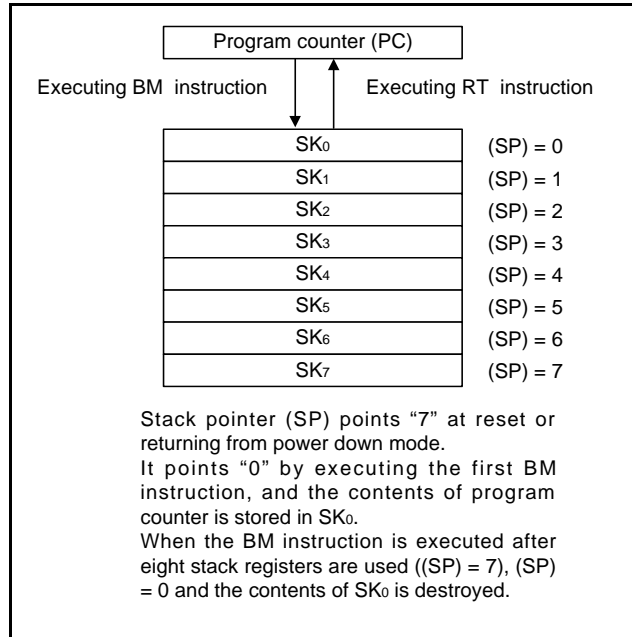 Program counter (PC)
Executing BM instruction Executing RT instruction
SK0 (SP) = 0
SK1 (SP) = 1
SK2 (SP) = 2
SK3 (SP) = 3
SK4 (SP) = 4
SK5 (SP) = 5
SK6 (SP) = 6
SK7 (SP) = 7
Stack pointer (SP) points “7” at reset or
returning from power down mode.
It points “0” by executing the first BM
instruction, and the contents of program
counter is stored in SK0.
When the BM instruction is executed after
eight stack registers are used ((SP) = 7), (SP)
= 0 and the contents of SK0 is destroyed.